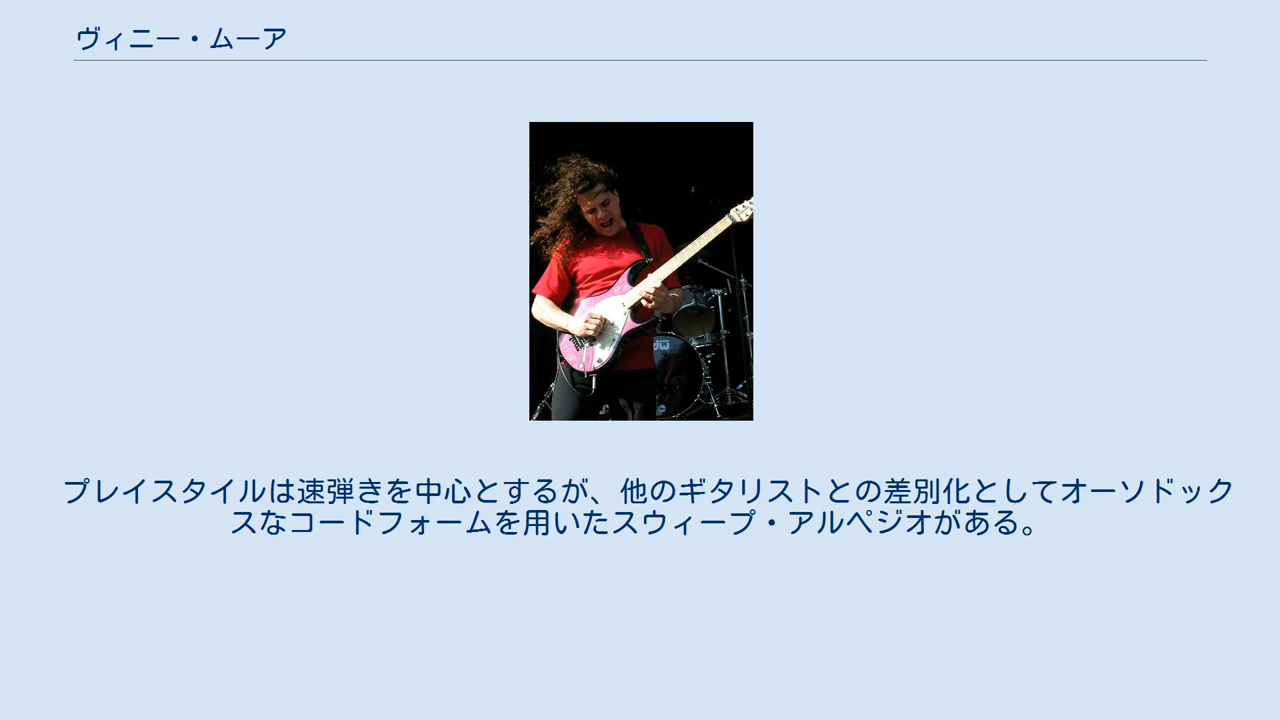 ヴィニー・ムーア
プレイスタイルは速弾きを中心とするが、他のギタリストとの差別化としてオーソドック
スなコードフォームを用いたスウィープ・アルペジオがある。